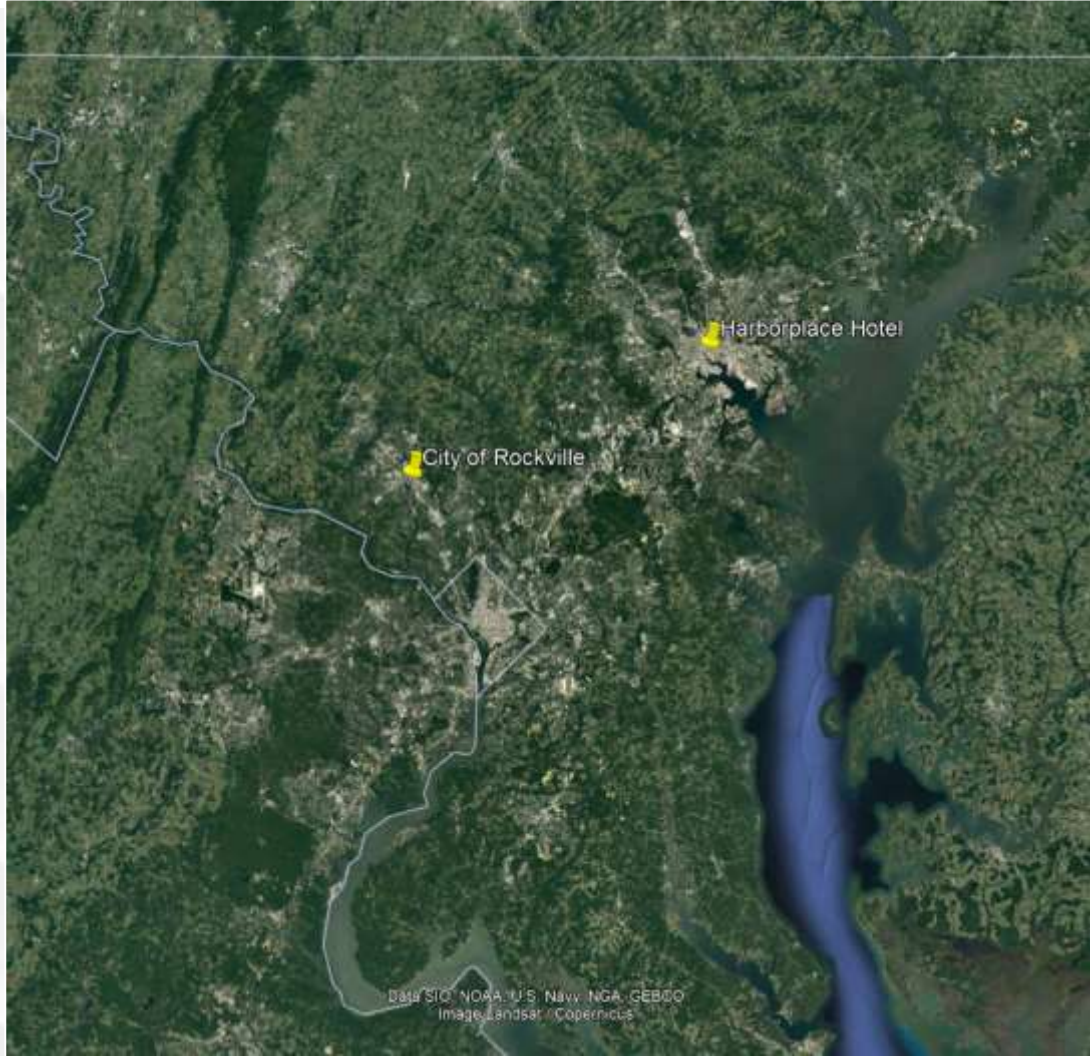 Harborplace Hotel
City of Rockville
Data SIO, NOAA, U.S. Navy, NGA, GEBCO
Image Landsat / Copernicus